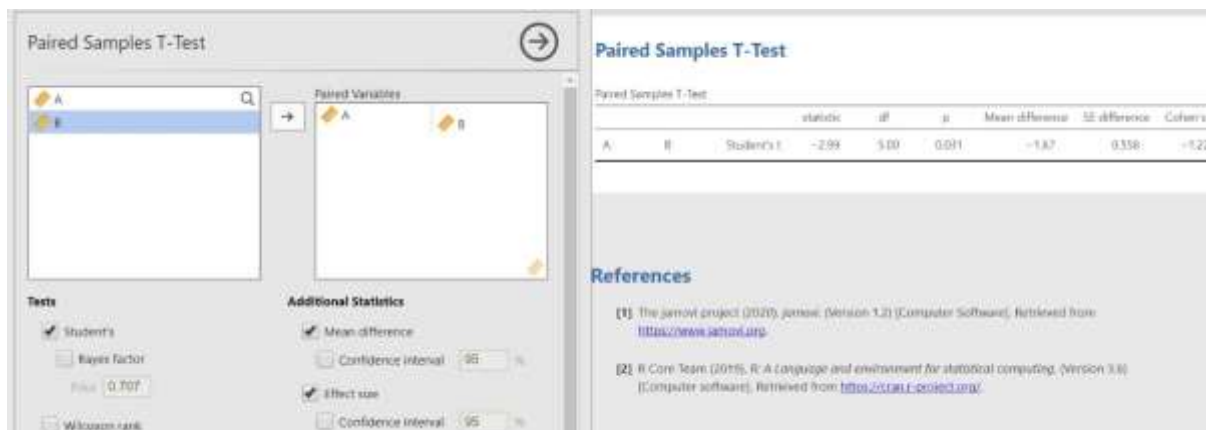 Paired Samples T-Test
A
B
Paired Variables
A B
Tests
Student's
Bayes factor
Prior 0.707
Wilcoxon rank
Additional Statistics
Mean difference
Confidence interval 95 %
Effect size
Confidence interval 95 %
Paired Samples T-Test
Paired Samples T-Test
statistic df p Mean difference SE difference Cohen's
A B Student's t −2.99 5.00 0.031 −1.67 0.558 −1.22
References
[1] The jamovi project (2020). jamovi. (Version 1.2) [Computer Software]. Retrieved from
https://www.jamovi.org.
[2] R Core Team (2019). R: A Language and environment for statistical computing. (Version 3.6)
[Computer software]. Retrieved from https://cran.r-project.org/.